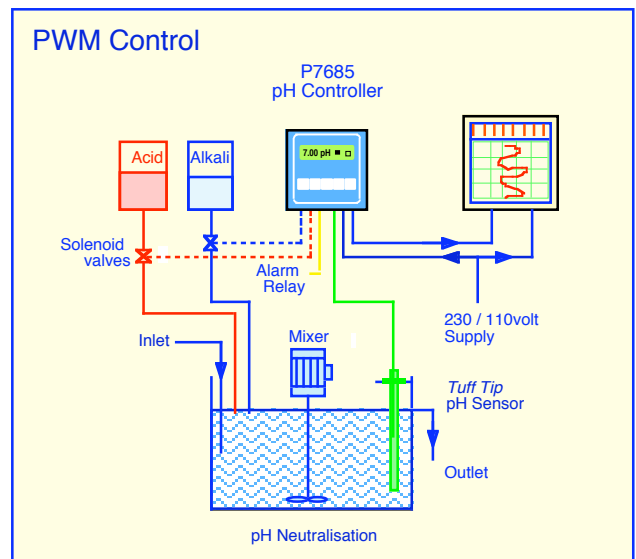 PWM Control
P7685
pH Controller
Acid
Alkali
7.00 pH
Solenoid
valves
Alarm
Relay
230 / 110volt
Supply
Inlet
Mixer
Tuff Tip
pH Sensor
Outlet
pH Neutralisation